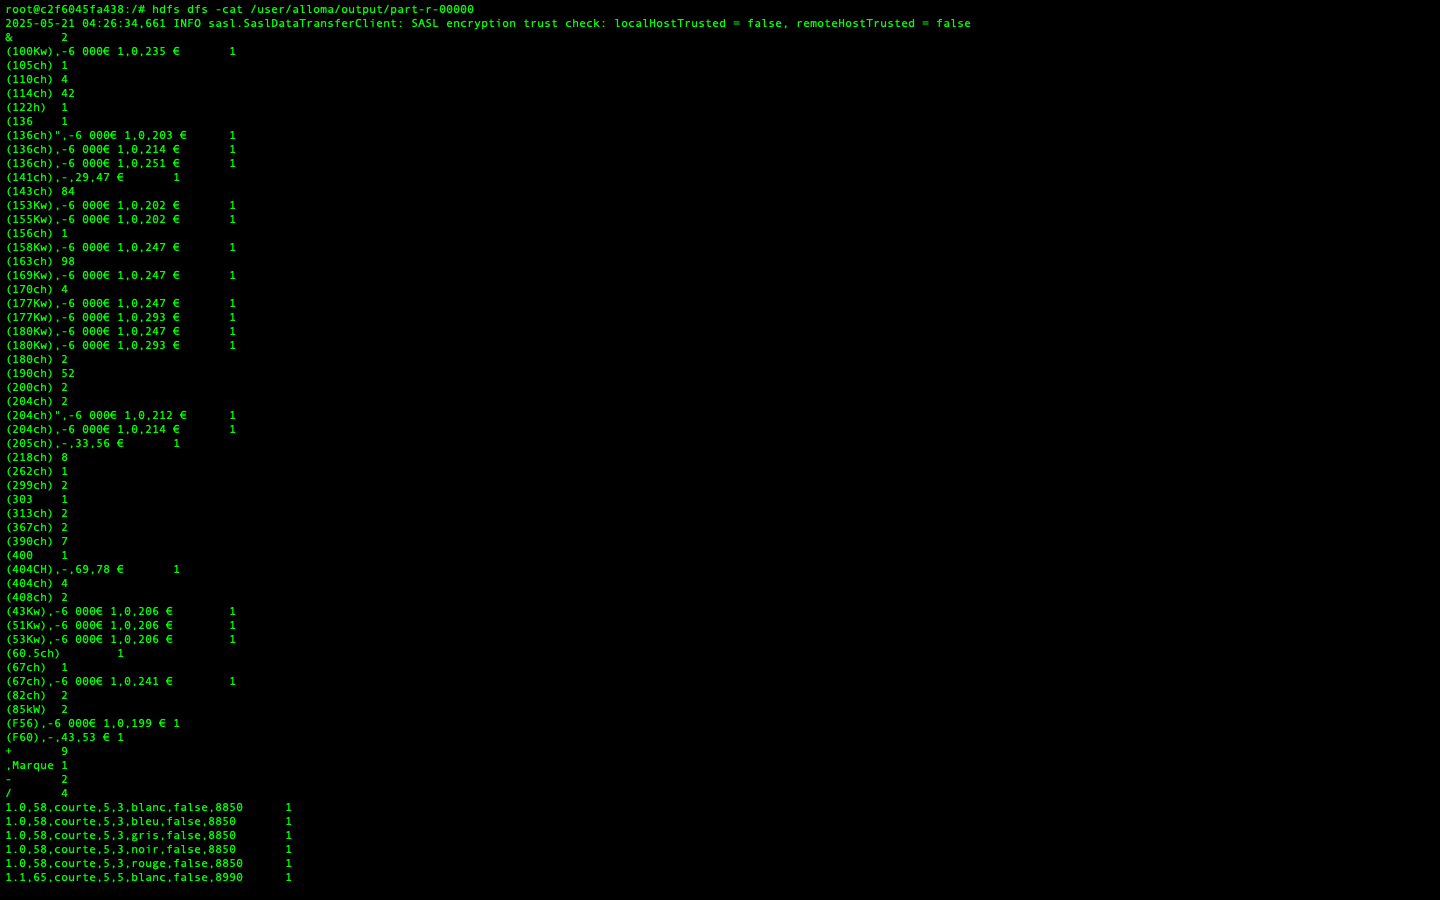 root@c2f6045fa438:/# hdfs dfs -cat /user/alloma/output/part-r-00000
2025-05-21 04:26:34,661 INFO sasl.SaslDataTransferClient: SASL encryption trust check: localHostTrusted = false, remoteHostTrusted = false
&	2
(100Kw),-6 000€ 1,0,235 €	1
(105ch)	1
(110ch)	4
(114ch)	42
(122h)	1
(136	1
(136ch)",-6 000€ 1,0,203 €	1
(136ch),-6 000€ 1,0,214 €	1
(136ch),-6 000€ 1,0,251 €	1
(141ch),-,29,47 €	1
(143ch)	84
(153Kw),-6 000€ 1,0,202 €	1
(155Kw),-6 000€ 1,0,202 €	1
(156ch)	1
(158Kw),-6 000€ 1,0,247 €	1
(163ch)	98
(169Kw),-6 000€ 1,0,247 €	1
(170ch)	4
(177Kw),-6 000€ 1,0,247 €	1
(177Kw),-6 000€ 1,0,293 €	1
(180Kw),-6 000€ 1,0,247 €	1
(180Kw),-6 000€ 1,0,293 €	1
(180ch)	2
(190ch)	52
(200ch)	2
(204ch)	2
(204ch)",-6 000€ 1,0,212 €	1
(204ch),-6 000€ 1,0,214 €	1
(205ch),-,33,56 €	1
(218ch)	8
(262ch)	1
(299ch)	2
(303	1
(313ch)	2
(367ch)	2
(390ch)	7
(400	1
(404CH),-,69,78 €	1
(404ch)	4
(408ch)	2
(43Kw),-6 000€ 1,0,206 €	1
(51Kw),-6 000€ 1,0,206 €	1
(53Kw),-6 000€ 1,0,206 €	1
(60.5ch)	1
(67ch)	1
(67ch),-6 000€ 1,0,241 €	1
(82ch)	2
(85kW)	2
(F56),-6 000€ 1,0,199 €	1
(F60),-,43,53 €	1
+	9
,Marque	1
-	2
/	4
1.0,58,courte,5,3,blanc,false,8850	1
1.0,58,courte,5,3,bleu,false,8850	1
1.0,58,courte,5,3,gris,false,8850	1
1.0,58,courte,5,3,noir,false,8850	1
1.0,58,courte,5,3,rouge,false,8850	1
1.1,65,courte,5,5,blanc,false,8990	1